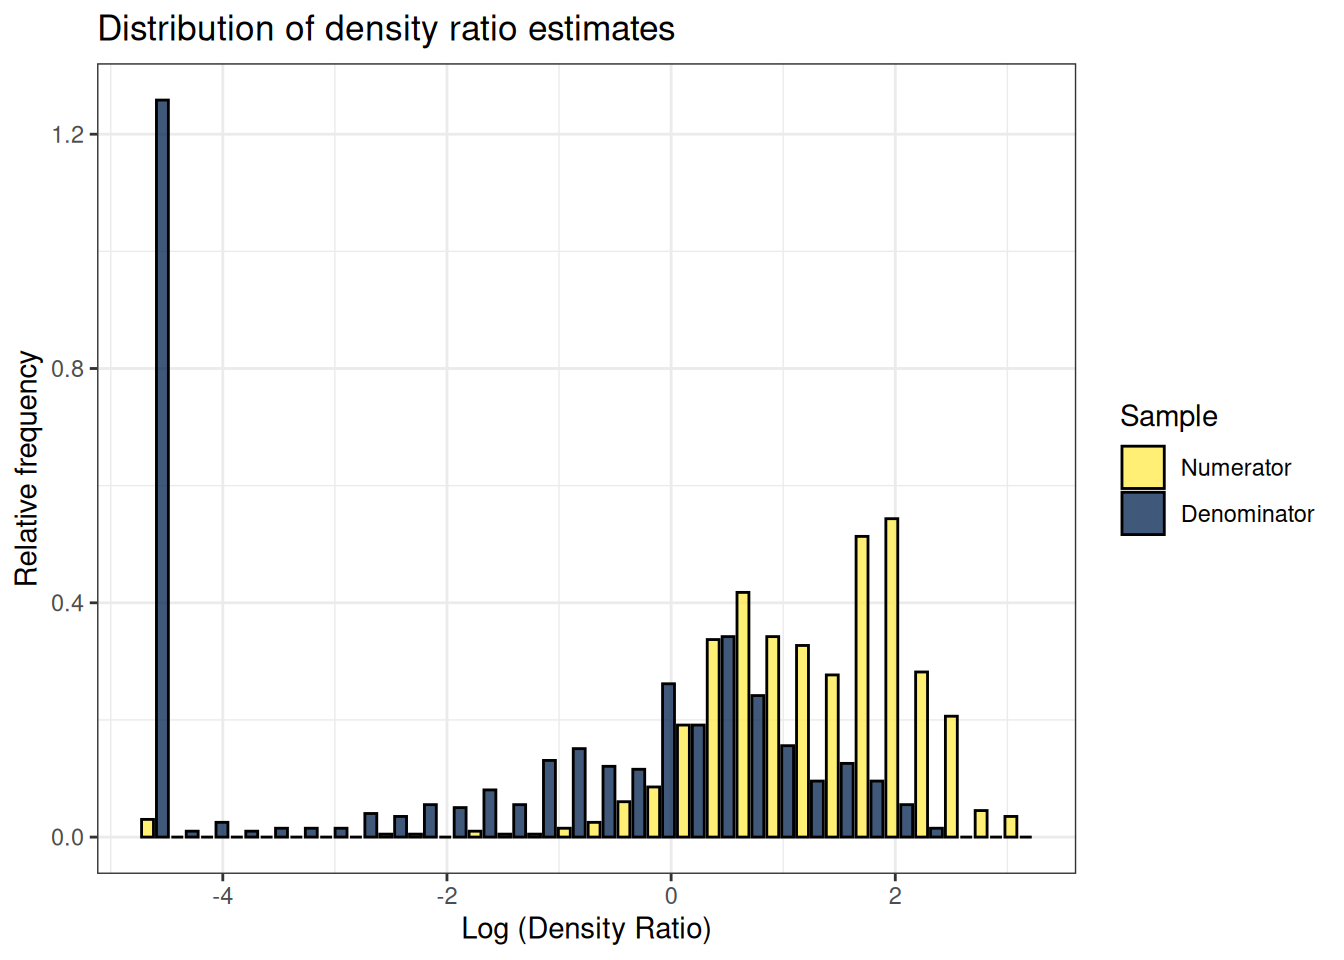 Distribution of density ratio estimates
1.2
0.8
0.4
0.0
Relative frequency
-4
-2
0
2
Log (Density Ratio)
Sample
Numerator
Denominator